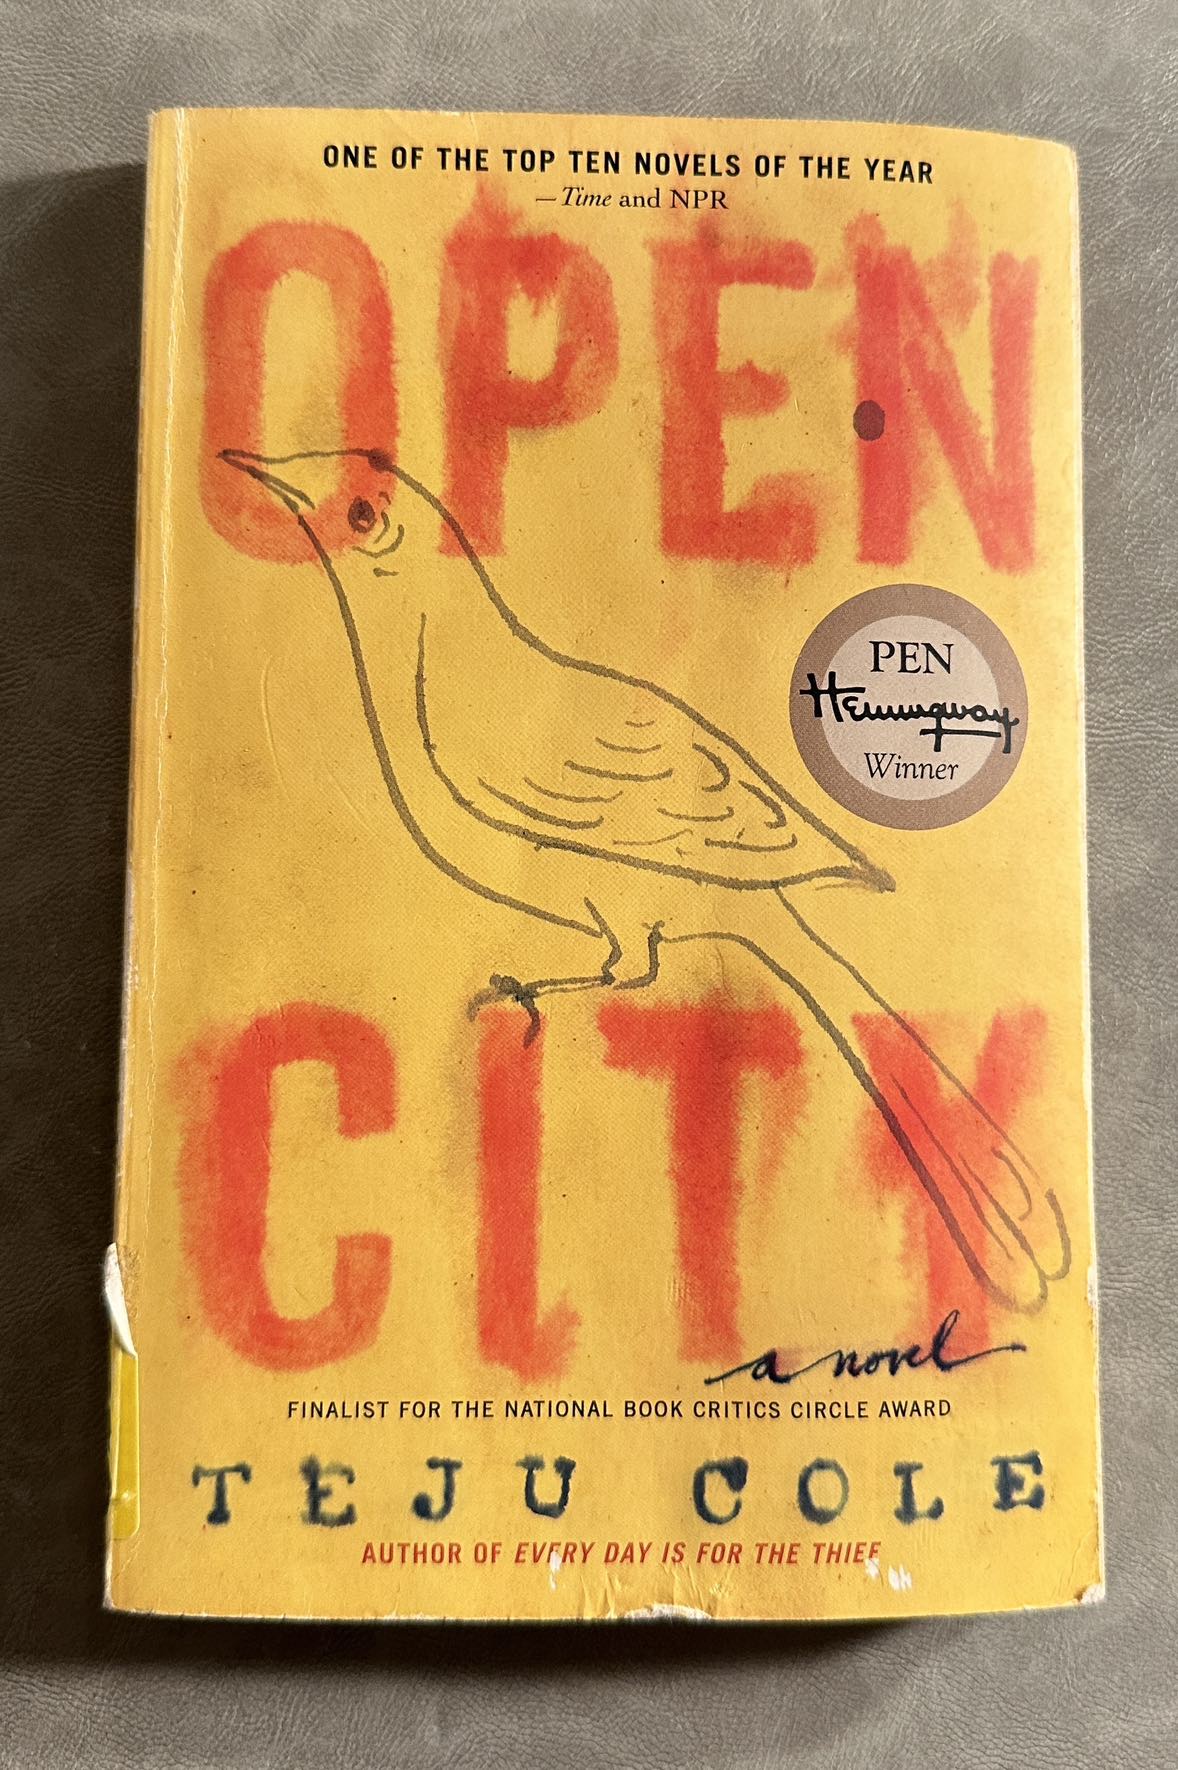 ONE OF THE TOP TEN NOVELS OF THE YEAR
—Time and NPR
OPEN
PEN
Hemingway
Winner
CITY
a novel
FINALIST FOR THE NATIONAL BOOK CRITICS CIRCLE AWARD
TEJU COLE
AUTHOR OF EVERY DAY IS FOR THE THIEF